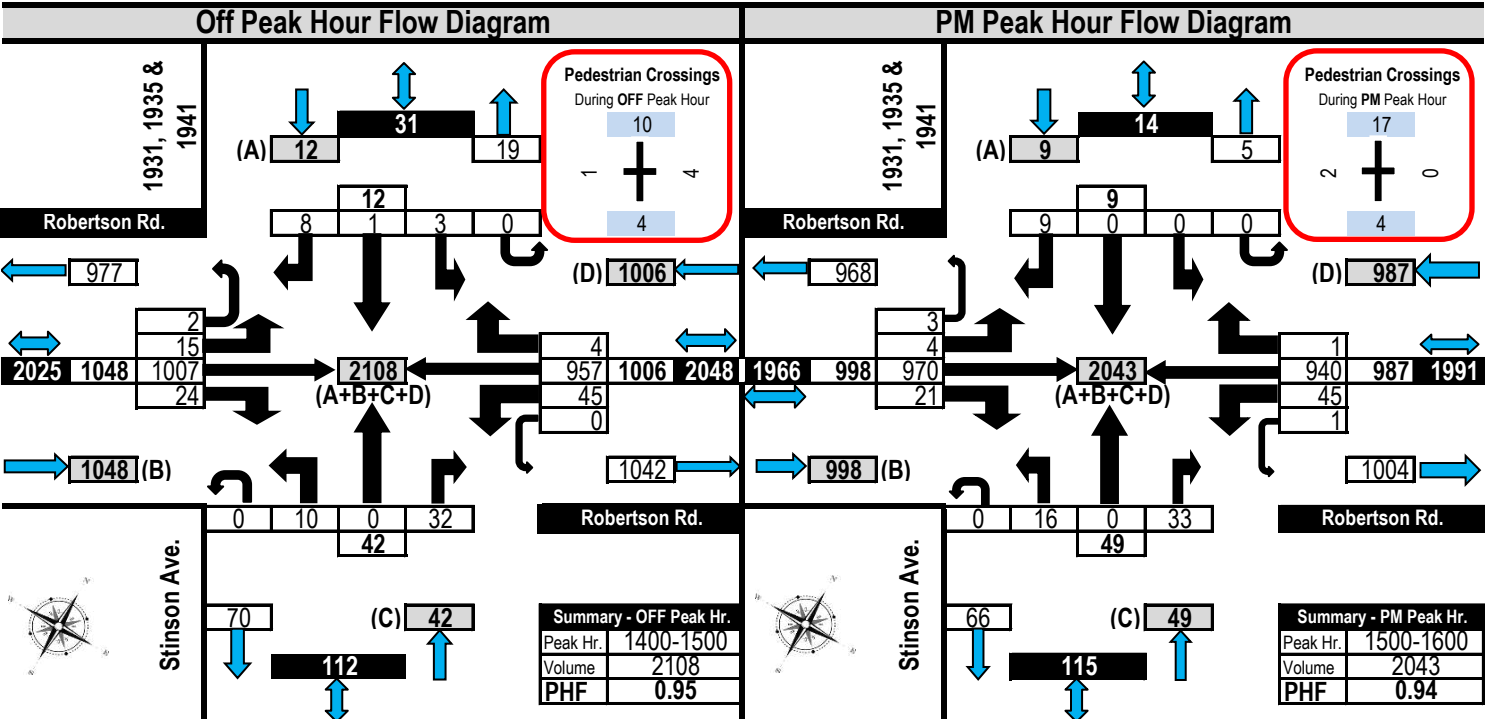 Off Peak Hour Flow Diagram
1931, 1935 &
1941
31
(A) 12
19
12
8 1 3 0
Pedestrian Crossings
During OFF Peak Hour
10
1
4
4
Robertson Rd.
977
(D) 1006
2
15
2025 1048 1007
24
2108
(A+B+C+D)
4
957 1006 2048
45
0
1048 (B)
1042
0 10 0 32
42
Robertson Rd.
Stinson Ave.
70
(C) 42
112
Summary - OFF Peak Hr.
Peak Hr. 1400-1500
Volume 2108
PHF 0.95
PM Peak Hour Flow Diagram
1931, 1935 &
1941
14
(A) 9
5
9
9 0 0 0
Pedestrian Crossings
During PM Peak Hour
17
2
0
4
Robertson Rd.
968
(D) 987
3
4
1966 998 970
21
2043
(A+B+C+D)
1
940 987 1991
45
1
998 (B)
1004
0 16 0 33
49
Robertson Rd.
Stinson Ave.
66
(C) 49
115
Summary - PM Peak Hr.
Peak Hr. 1500-1600
Volume 2043
PHF 0.94